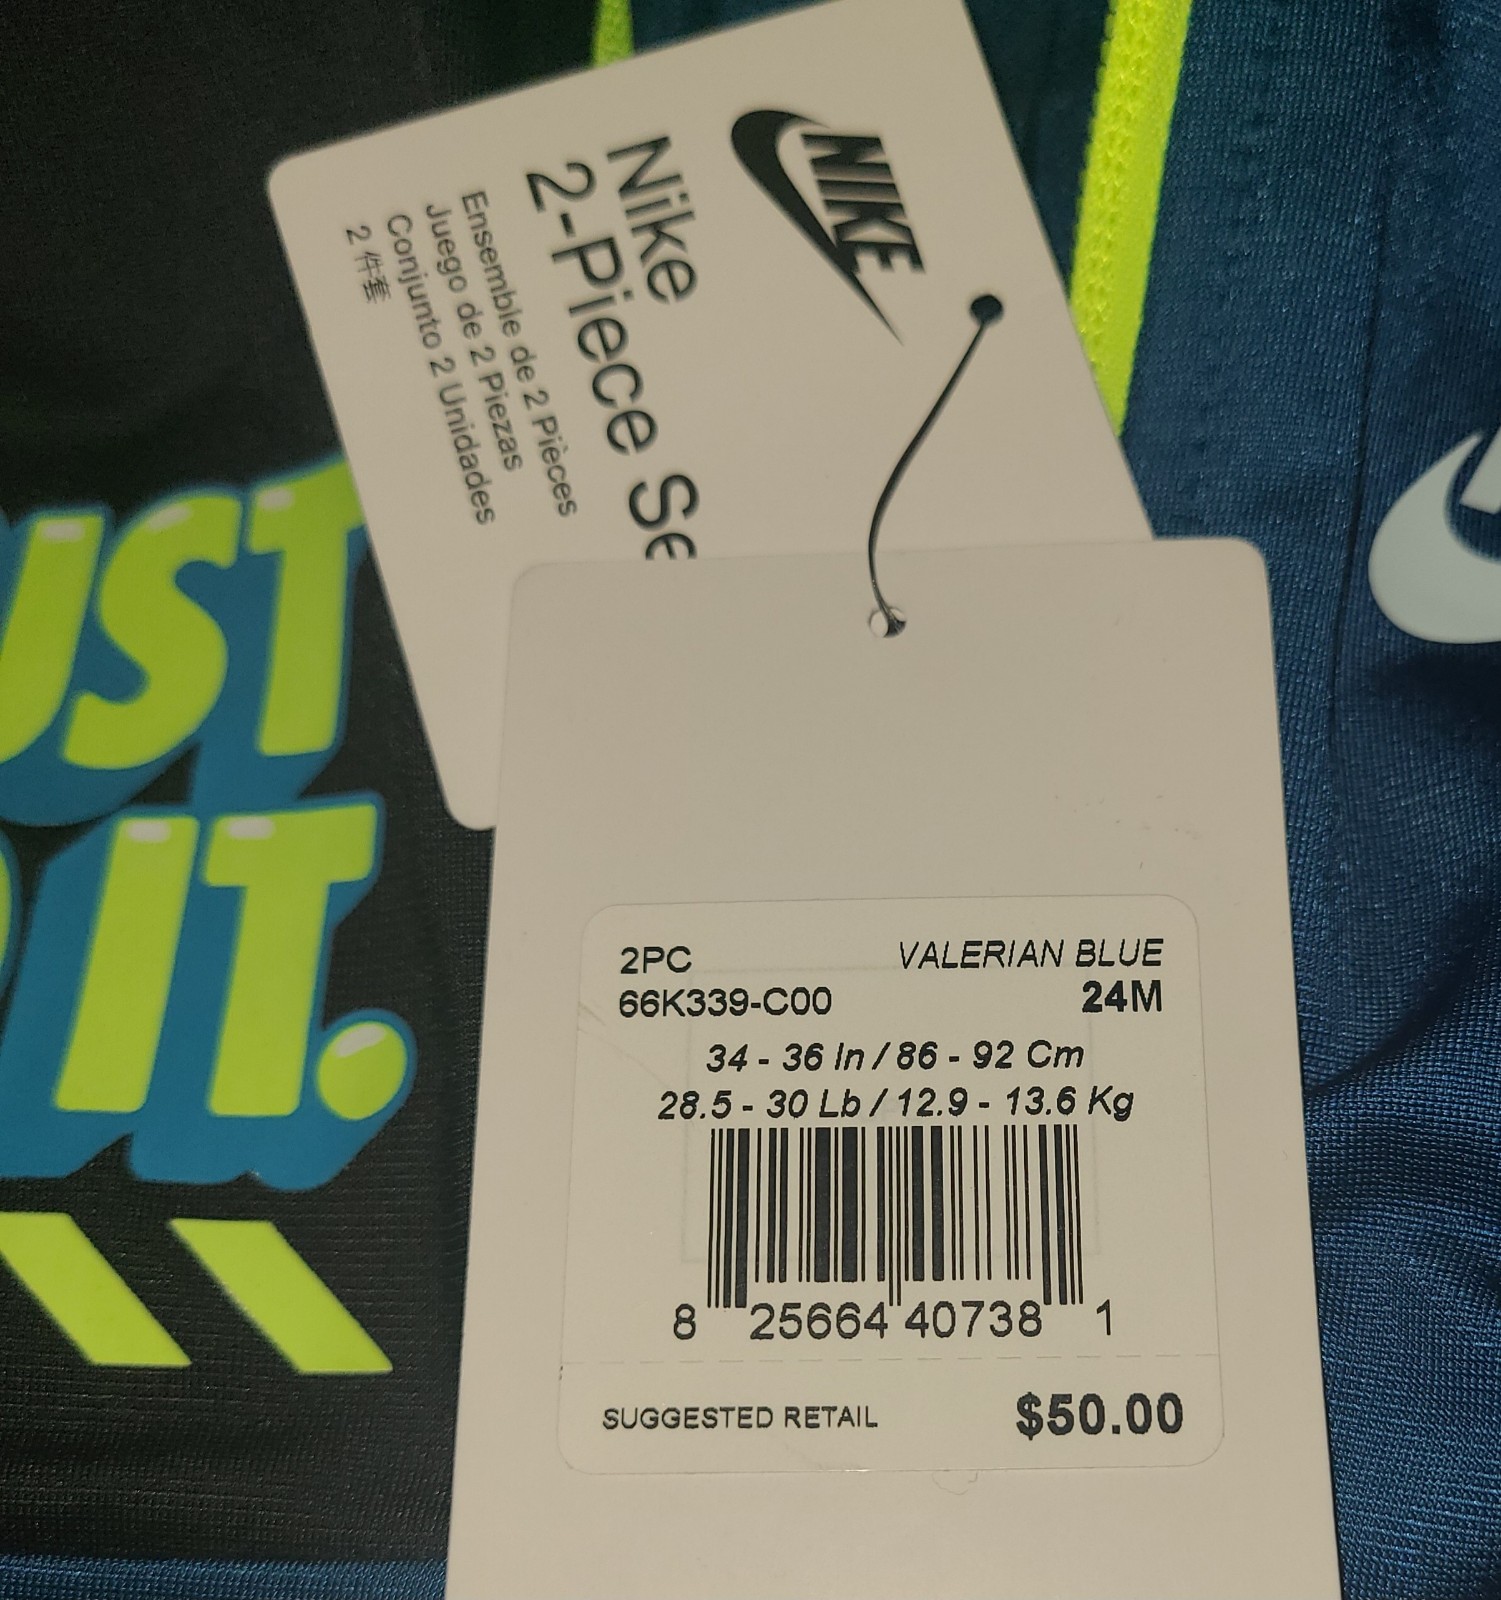 NIKE
Nike
2-Piece Se
Ensemble de 2 Pièces
Juego de 2 Piezas
Conjunto 2 Unidades
2 件套
UST
IT.
2PC VALERIAN BLUE
66K339-C00 24M
34 - 36 In / 86 - 92 Cm
28.5 - 30 Lb / 12.9 - 13.6 Kg
8 25664 40738 1
SUGGESTED RETAIL $50.00